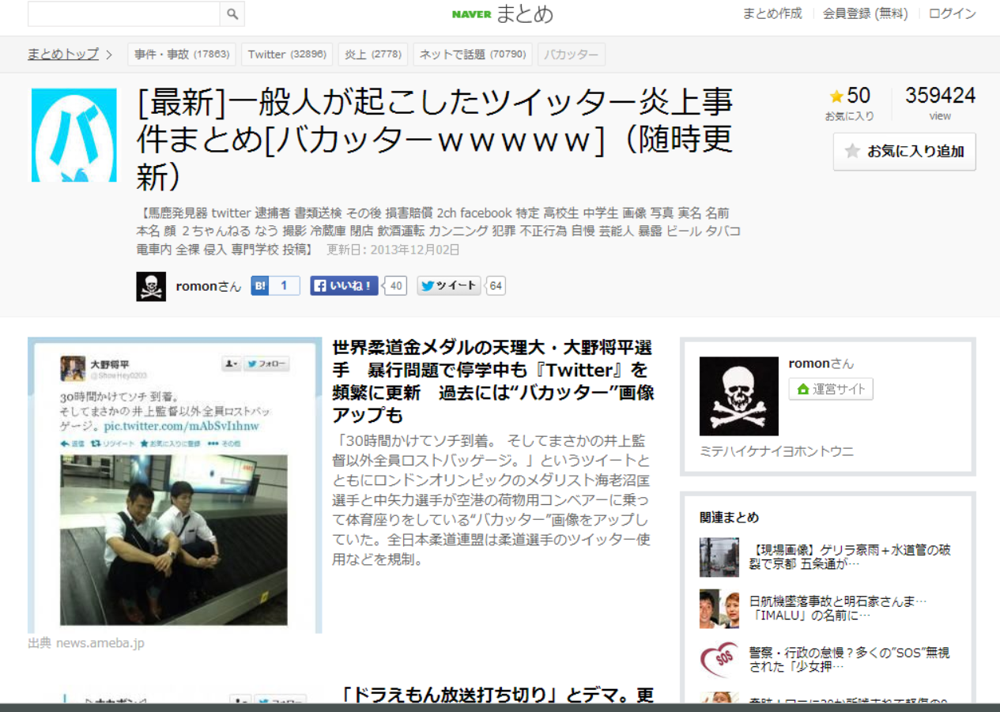 NAVER まとめ
まとめ作成 会員登録 (無料) ログイン
まとめトップ 事件・事故 (17863) Twitter (32896) 炎上 (2778) ネットで話題 (70790) バカッター
バ
[最新]一般人が起こしたツイッター炎上事
件まとめ[バカッターｗｗｗｗｗ]（随時更
新）
50
お気に入り
359424
view
お気に入り追加
【馬鹿発見器 twitter 逮捕者 書類送検 その後 損害賠償 2ch facebook 特定 高校生 中学生 画像 写真 実名 名前
本名 顔 ２ちゃんねる なう 撮影 冷蔵庫 閉店 飲酒運転 カンニング 犯罪 不正行為 自慢 芸能人 暴露 ビール タバコ
電車内 全裸 侵入 専門学校 投稿】 更新日: 2013年12月02日
romonさん B! 1 いいね！ 40 ツイート 64
大野将平
@ShowHey0203
フォロー
30時間かけてソチ 到着。
そしてまさかの 井上監督以外全員ロストバッ
ゲージ。pic.twitter.com/mAbSvI1hnw
返信 リツイート お気に入りに登録 その他
出典 news.ameba.jp
世界柔道金メダルの天理大・大野将平選
手　暴行問題で停学中も『Twitter』を
頻繁に更新　過去には“バカッター”画像
アップも
「30時間かけてソチ到着。 そしてまさかの井上監
督以外全員ロストバッゲージ。」というツイートと
ともにロンドンオリンピックのメダリスト海老沼匡
選手と中矢力選手が空港の荷物用コンベアーに乗っ
て体育座りをしている“バカッター”画像をアップし
ていた。全日本柔道連盟は柔道選手のツイッター使
用などを規制。
「ドラえもん放送打ち切り」とデマ。更
romonさん
運営サイト
ミテハイケナイヨホントウニ
関連まとめ
【現場画像】ゲリラ豪雨＋水道管の破
裂で京都 五条通が…
日航機墜落事故と明石家さんま…
「IMALU」の名前に…
SOS
警察・行政の怠慢？多くの”SOS”無視
された「少女押…